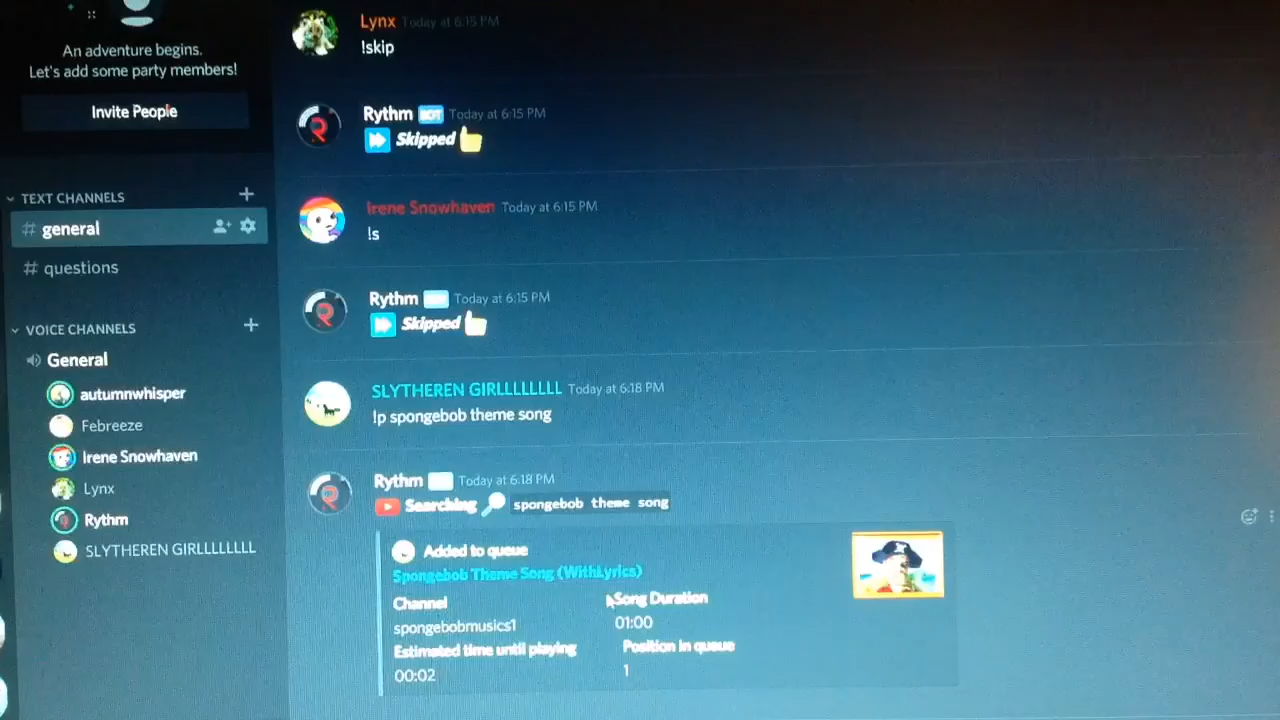 An adventure begins.
Let's add some party members!
Invite People
TEXT CHANNELS
# general
# questions
VOICE CHANNELS
General
autumnwhisper
Febreeze
Irene Snowhaven
Lynx
Rythm
SLYTHEREN GIRLLLLLLLL
Lynx Today at 6:15 PM
!skip
Rythm BOT Today at 6:15 PM
Skipped
Irene Snowhaven Today at 6:15 PM
!s
Rythm Today at 6:15 PM
Skipped
SLYTHEREN GIRLLLLLLLL Today at 6:18 PM
!p spongebob theme song
Rythm Today at 6:18 PM
Searching spongebob theme song
Added to queue
Spongebob Theme Song (WithLyrics)
Channel Song Duration
spongebobmusics1 01:00
Estimated time until playing Position in queue
00:02 1